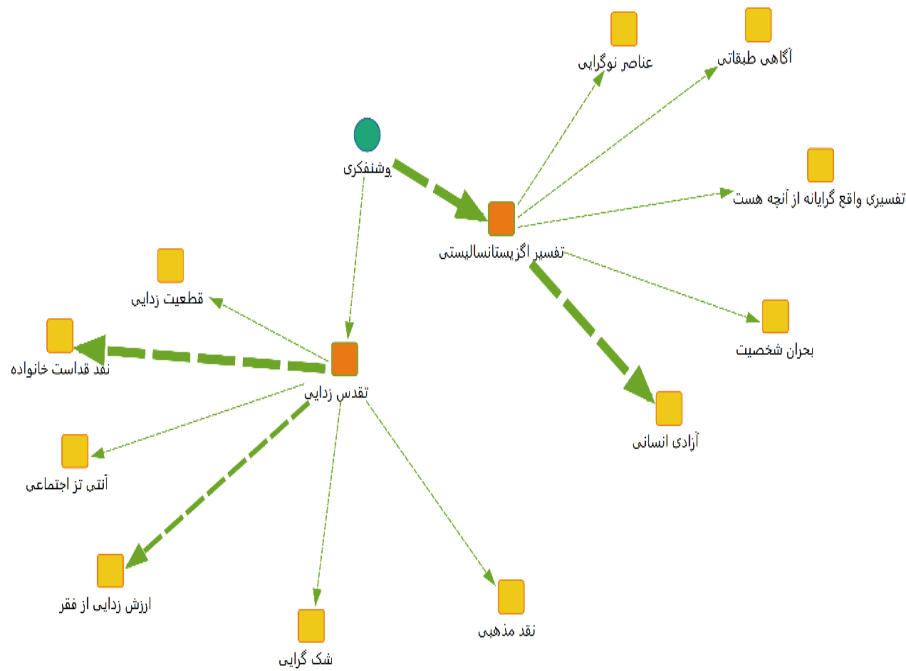 آگاهی طبقاتی
عناصر نوگرایی
روشنفکری
تفسیری واقع گرایانه از آنچه هست
تفسیر اگزیستانسالیستی
قطعیت زدایی
بحران شخصیت
نقد قداست خانواده
تقدس زدایی
آزادی انسانی
آنتی تز اجتماعی
ارزش زدایی از فقر
نقد مذهبی
شک گرایی